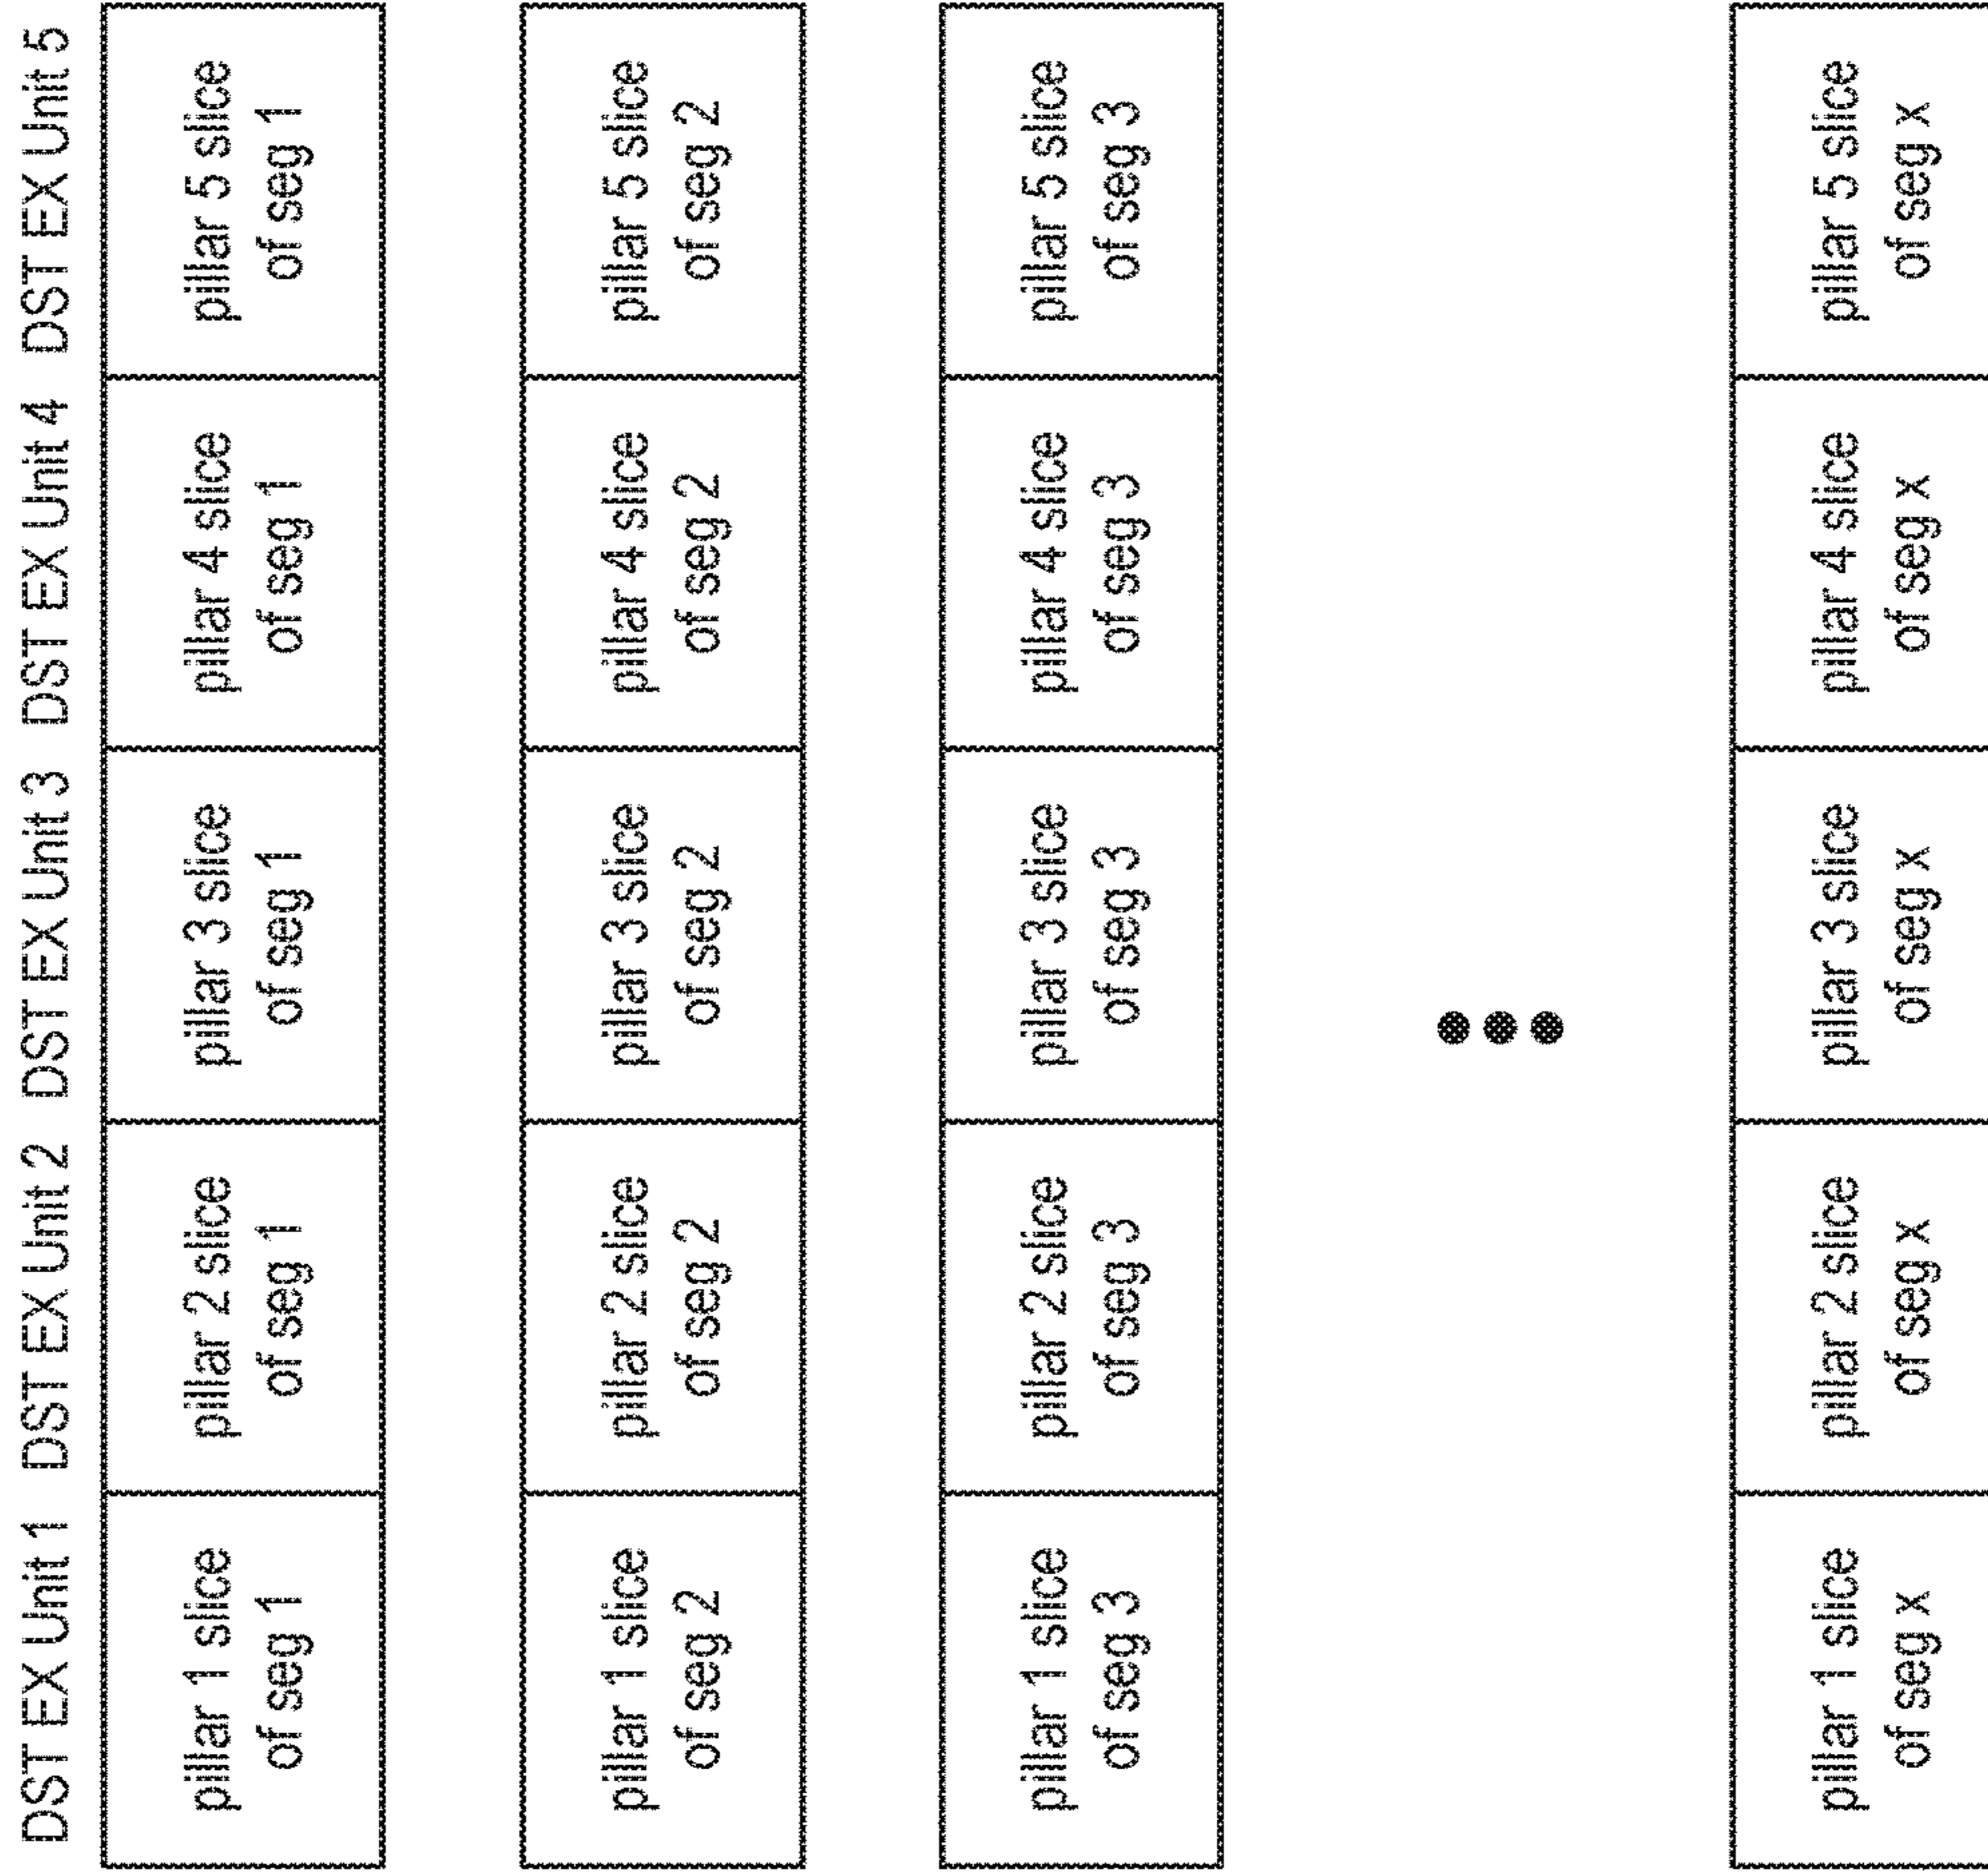 DST EX Unit 1 DST EX Unit 2 DST EX Unit 3 DST EX Unit 4 DST EX Unit 5
pillar 1 slice
of seg 1
pillar 2 slice
of seg 1
pillar 3 slice
of seg 1
pillar 4 slice
of seg 1
pillar 5 slice
of seg 1
pillar 1 slice
of seg 2
pillar 2 slice
of seg 2
pillar 3 slice
of seg 2
pillar 4 slice
of seg 2
pillar 5 slice
of seg 2
pillar 1 slice
of seg 3
pillar 2 slice
of seg 3
pillar 3 slice
of seg 3
pillar 4 slice
of seg 3
pillar 5 slice
of seg 3
pillar 1 slice
of seg x
pillar 2 slice
of seg x
pillar 3 slice
of seg x
pillar 4 slice
of seg x
pillar 5 slice
of seg x